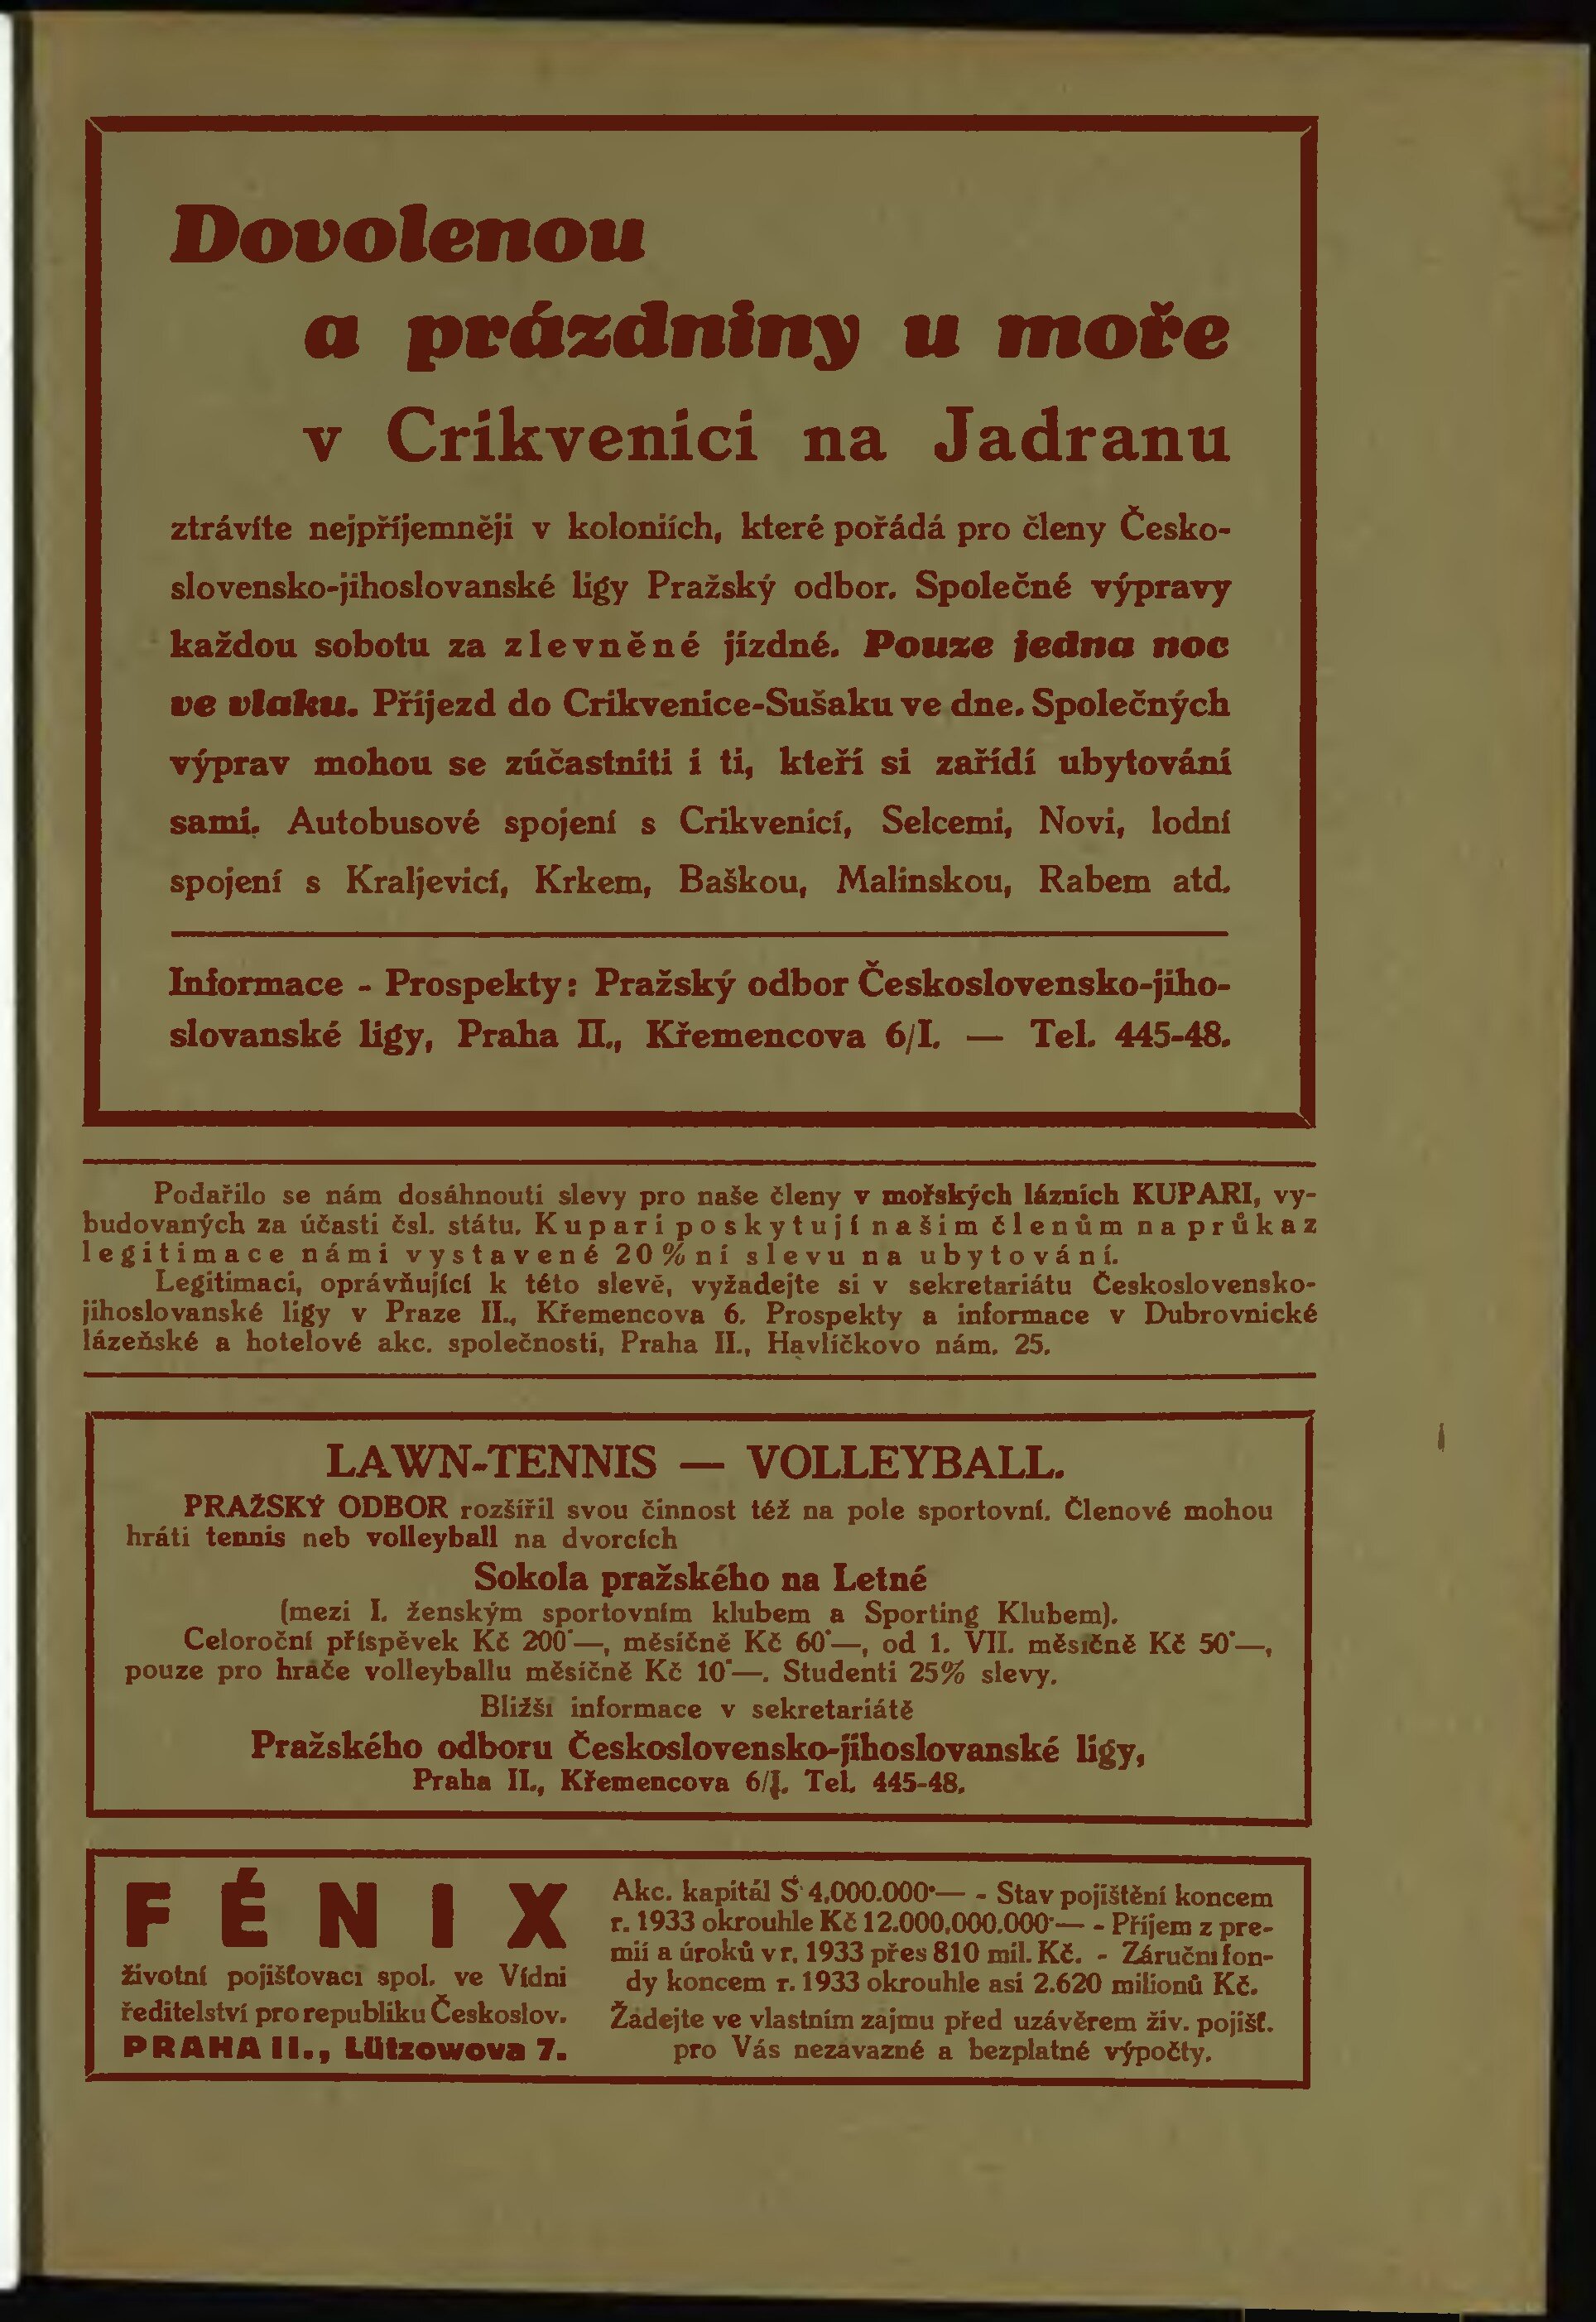 Dovolenou
a prázdniny u moře
v Crikvenici na Jadranu
ztrávíte nejpříjemněji v koloniích, které pořádá pro členy Česko-
slovensko-jihoslovanské ligy Pražský odbor. Společné výpravy
každou sobotu za zlevněné jízdné. Pouze jedna noc
ve vlaku. Příjezd do Crikvenice-Sušaku ve dne. Společných
výprav mohou se zúčastniti i ti, kteří si zařídí ubytování
sami. Autobusové spojení s Crikvenicí, Selcemi, Novi, lodní
spojení s Kraljevicí, Krkem, Baškou, Malinskou, Rabem atd.
Informace - Prospekty: Pražský odbor Československo-jiho-
slovanské ligy, Praha II., Křemencova 6/I. — Tel. 445-48.
Podařilo se nám dosáhnouti slevy pro naše členy v mořských lázních KUPARI, vy-
budovaných za účasti čsl. státu. Kupari poskytují našim členům na průkaz
legitimace námi vystavené 20%ní slevu na ubytování.
Legitimaci, oprávňující k této slevě, vyžadejte si v sekretariátu Československo-
jihoslovanské ligy v Praze II., Křemencova 6. Prospekty a informace v Dubrovnické
lázeňské a hotelové akc. společnosti, Praha II., Havlíčkovo nám. 25.
LAWN-TENNIS — VOLLEYBALL.
PRAŽSKÝ ODBOR rozšířil svou činnost též na pole sportovní. Členové mohou
hráti tennis neb volleyball na dvorcích
Sokola pražského na Letné
(mezi I. ženským sportovním klubem a Sporting Klubem).
Celoroční příspěvek Kč 200·—, měsíčně Kč 60·—, od 1. VII. měsíčně Kč 50·—,
pouze pro hráče volleyballu měsíčně Kč 10·—. Studenti 25% slevy.
Bližší informace v sekretariátě
Pražského odboru Československo-jihoslovanské ligy,
Praha II., Křemencova 6/I. Tel. 445-48.
FÉNIX
životní pojišťovací spol. ve Vídni
ředitelství pro republiku Českoslov.
PRAHA II., Lützowova 7.
Akc. kapitál S 4,000.000·— - Stav pojištění koncem
r. 1933 okrouhle Kč 12.000,000.000·— - Příjem z pre-
mií a úroků v r. 1933 přes 810 mil. Kč. - Záruční fon-
dy koncem r. 1933 okrouhle asi 2.620 milionů Kč.
Žádejte ve vlastním zájmu před uzávěrem živ. pojišť.
pro Vás nezávazné a bezplatné výpočty.